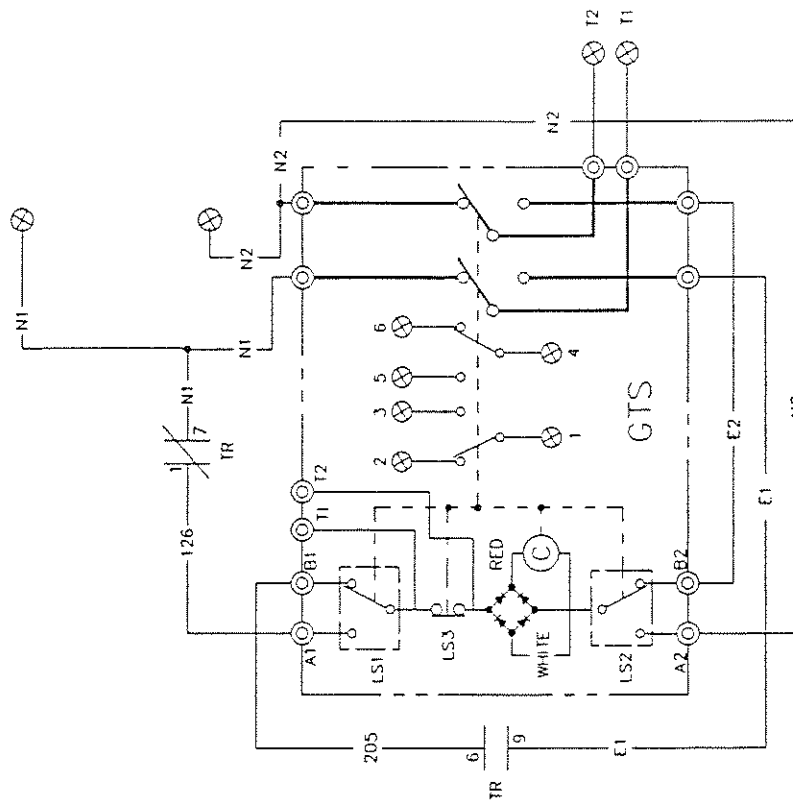 T2
T1
N2
N2
N2
N1
N1
N1
7
1
TR
126
6
5
3
4
2
1
GTS
T2
T1
B1
A1
LS1
LS3
RED
C
WHITE
LS2
B2
A2
E2
E1
205
6
9
TR
E1